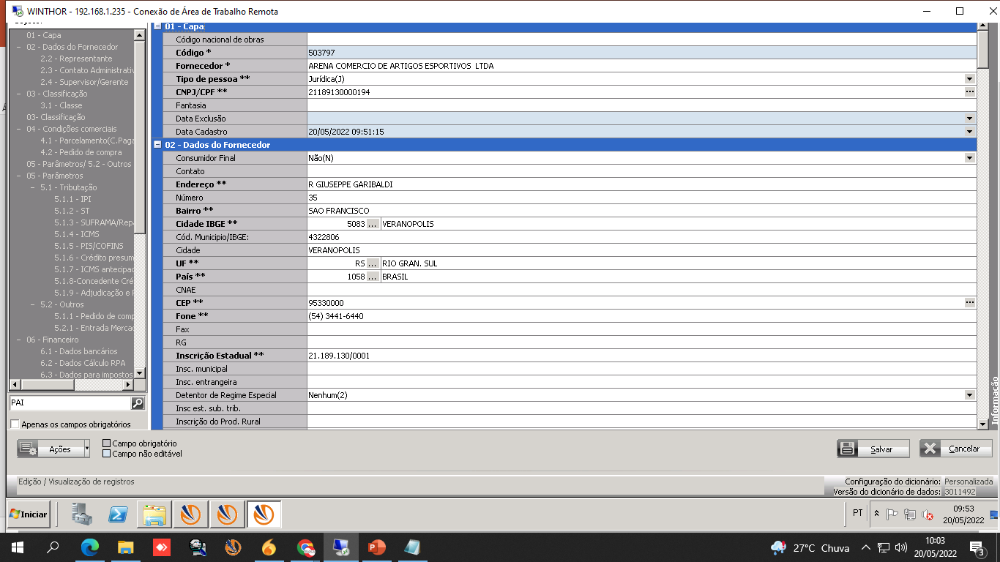 WINTHOR - 192.168.1.235 - Conexão de Área de Trabalho Remota
01 - Capa
02 - Dados do Fornecedor
2.2 - Representante
2.3 - Contato Administrativ
2.4 - Supervisor/Gerente
03 - Classificação
3.1 - Classe
03- Classificação
04 - Condições comerciais
4.1 - Parcelamento(C.Paga
4.2 - Pedido de compra
05 - Parâmetros/ 5.2 - Outros
05 - Parâmetros
5.1 - Tributação
5.1.1 - IPI
5.1.2 - ST
5.1.3 - SUFRAMA/Rep
5.1.4 - ICMS
5.1.5 - PIS/COFINS
5.1.6 - Crédito presum
5.1.7 - ICMS antecipac
5.1.8-Concedente Cré
5.1.9 - Adjudicação e
5.2 - Outros
5.1.1 - Pedido de comp
5.2.1 - Entrada Merca
06 - Financeiro
6.1 - Dados bancários
6.2 - Dados Cálculo RPA
6.3 - Dados para impostos
PAI
Apenas os campos obrigatórios
01 - Capa
Código nacional de obras
Código * 503797
Fornecedor * ARENA COMERCIO DE ARTIGOS ESPORTIVOS LTDA
Tipo de pessoa ** Jurídica(J)
CNPJ/CPF ** 21189130000194 ...
Fantasia
Data Exclusão
Data Cadastro 20/05/2022 09:51:15
02 - Dados do Fornecedor
Consumidor Final Não(N)
Contato
Endereço ** R GIUSEPPE GARIBALDI
Número 35
Bairro ** SAO FRANCISCO
Cidade IBGE ** 5083 ... VERANOPOLIS
Cód. Municipio/IBGE: 4322806
Cidade VERANOPOLIS
UF ** RS ... RIO GRAN. SUL
País ** 1058 ... BRASIL
CNAE
CEP ** 95330000 ...
Fone ** (54) 3441-6440
Fax
RG
Inscrição Estadual ** 21.189.130/0001
Insc. municipal
Insc. entrangeira
Detentor de Regime Especial Nenhum(2)
Insc est. sub. trib.
Inscrição do Prod. Rural
Informação
Ações
Campo obrigatório
Campo não editável
Salvar
Cancelar
Edição / Visualização de registros
Configuração do dicionário: Personalizada
Versão do dicionário de dados: 3011492
Iniciar
PT
09:53
20/05/2022
27°C Chuva
10:03
20/05/2022
3